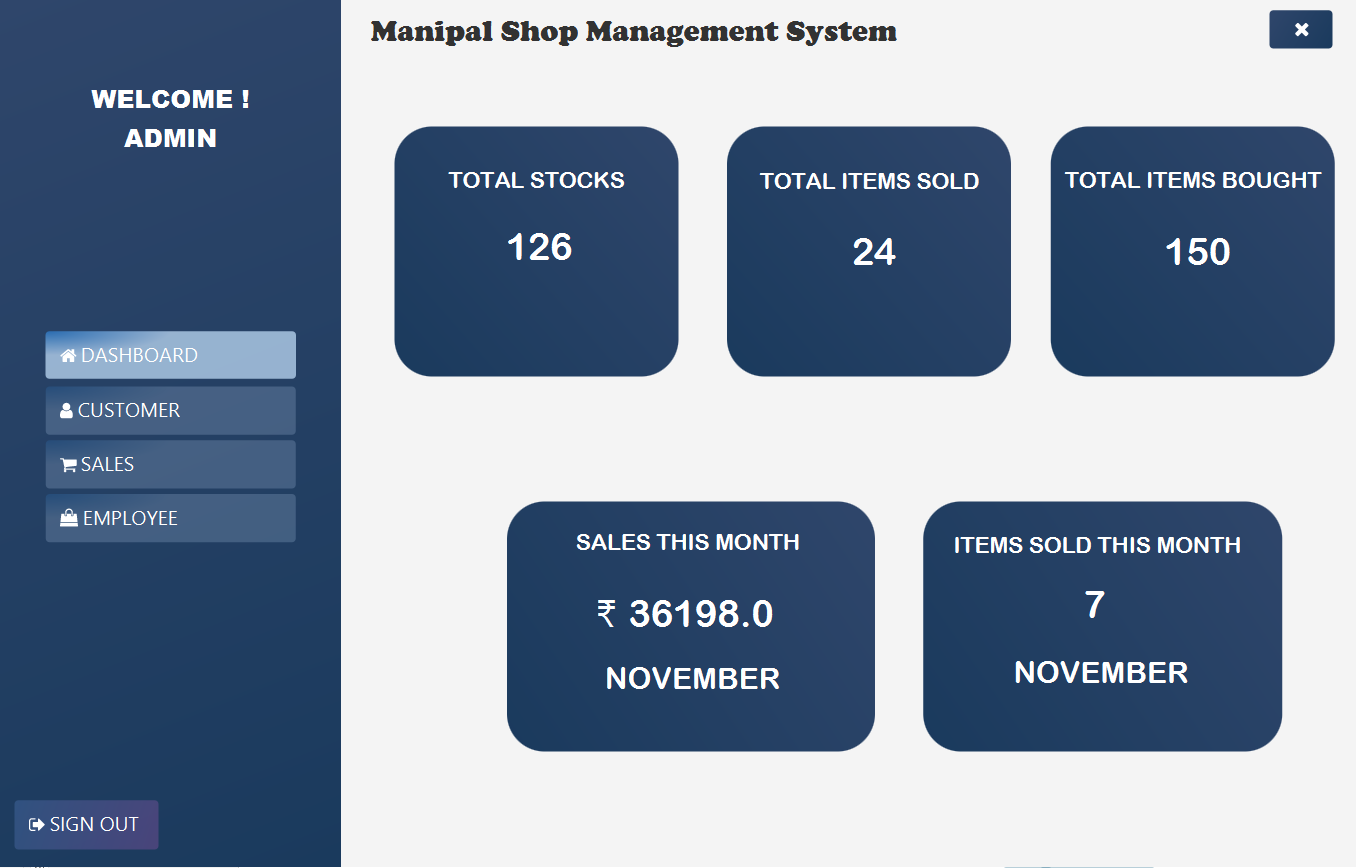 Manipal Shop Management System
WELCOME !
ADMIN
DASHBOARD
CUSTOMER
SALES
EMPLOYEE
SIGN OUT
TOTAL STOCKS
126
TOTAL ITEMS SOLD
24
TOTAL ITEMS BOUGHT
150
SALES THIS MONTH
₹ 36198.0
NOVEMBER
ITEMS SOLD THIS MONTH
7
NOVEMBER